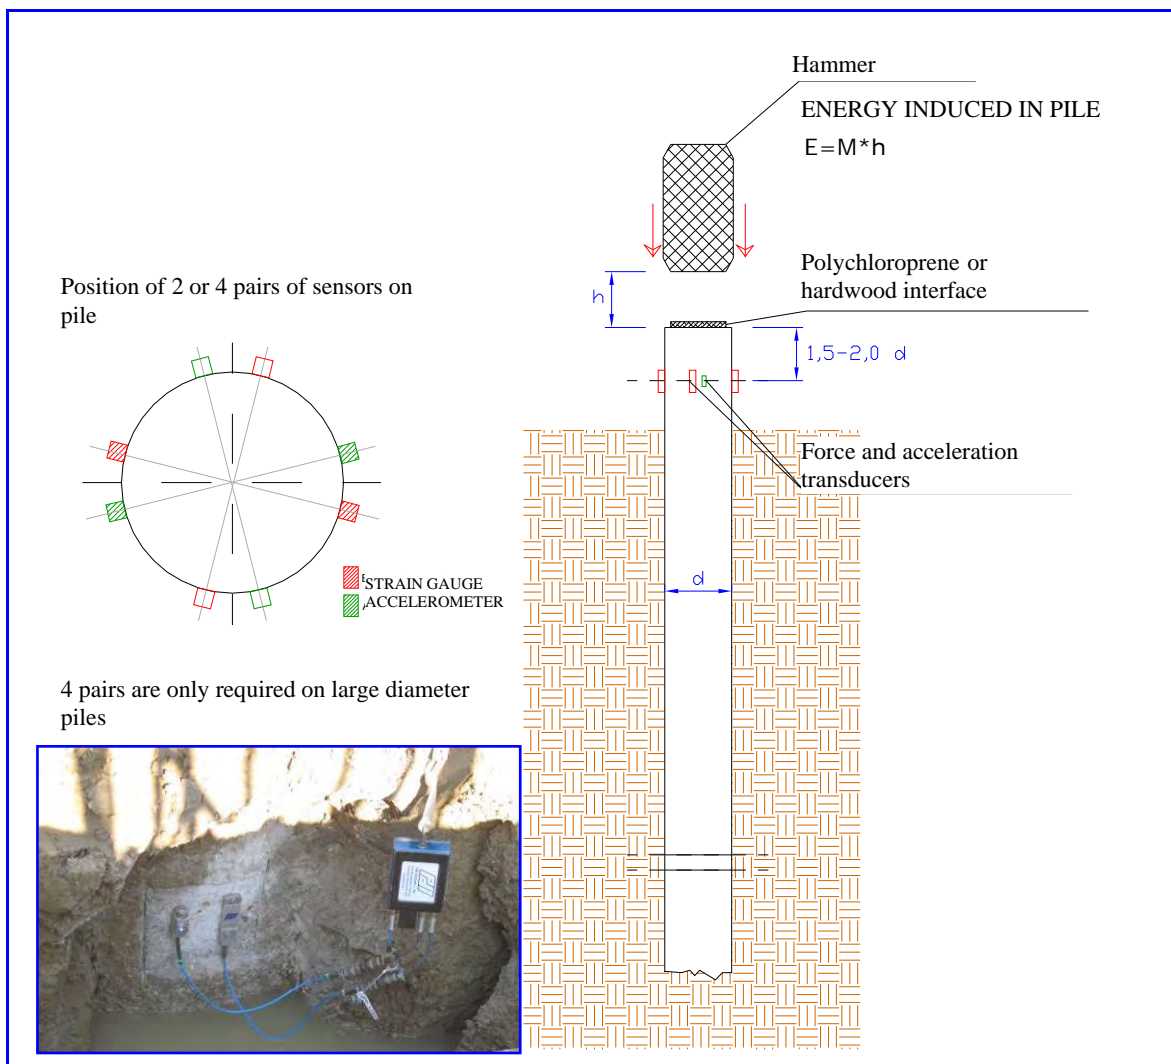 Hammer
ENERGY INDUCED IN PILE
E=M*h
Polychloroprene or
hardwood interface
h
1,5-2,0 d
Position of 2 or 4 pairs of sensors on
pile
Force and acceleration
transducers
d
STRAIN GAUGE
ACCELEROMETER
4 pairs are only required on large diameter
piles